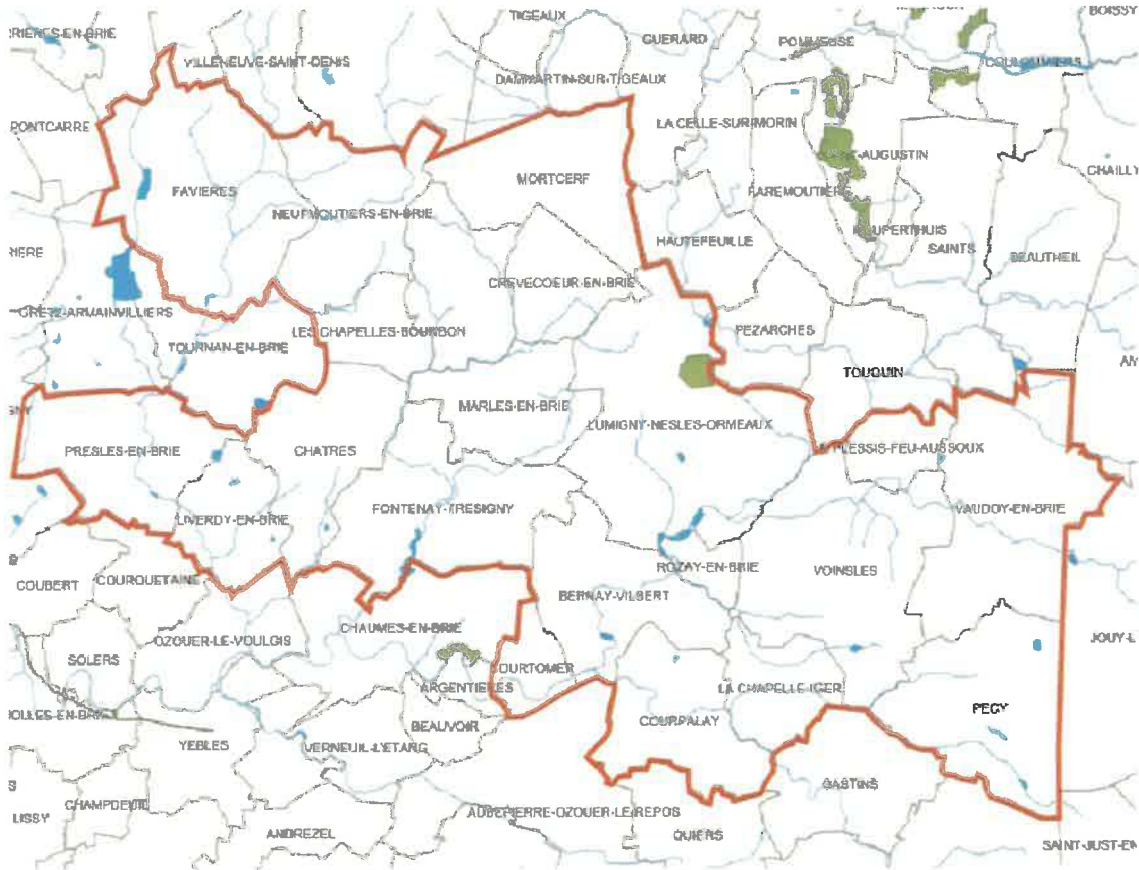 TIGEAUX
BOISSY
VILLENEUVE-SAINT-DENIS
GUERARD
POMMEUSE
COULOMMIERS
DAMMARTIN-SUR-TIGEAUX
PONTCARRE
LA CELLE-SUR-MORIN
AUGUSTIN
CHAILLY
FAVIERES
MORTCERF
FAREMOUTIERS
NEUFMOUTIERS-EN-BRIE
HAUTEFEUILLE
SAINTS
BEAUTHEIL
CREVECOEUR-EN-BRIE
GRETZ-ARMAINVILLIERS
LES CHAPELLES-BOURBON
PEZARCHES
TOURNAN-EN-BRIE
TOUQUIN
MARLES-EN-BRIE
LUMIGNY-NESLES-ORMEAUX
PRESLES-EN-BRIE
CHATRES
PLESSIS-FEU-AUSSOUX
FONTENAY-TRESIGNY
VAUDOY-EN-BRIE
LIVERDY-EN-BRIE
COUBERT
COURQUETAINE
ROZAY-EN-BRIE
VOINSLES
BERNAY-VILBERT
CHAUMES-EN-BRIE
OZOUER-LE-VOULGIS
JOUY-L
SOLERS
COURTOMER
ARGENTIERES
LA CHAPELLE-IGER
PECY
COURPALAY
BEAUVOIR
YEBLES
VERNEUIL-L'ETANG
GASTINS
CHAMPDEUIL
LISSY
AUBEPIERRE-OZOUER-LE-REPOS
ANDREZEL
QUIERS
SAINT-JUST-EN